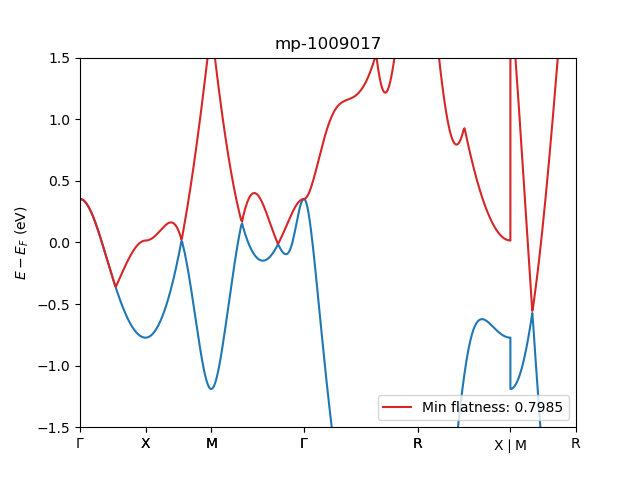 mp-1009017
E − E_F (eV)
1.5
1.0
0.5
0.0
−0.5
−1.0
−1.5
Min flatness: 0.7985
Γ X M Γ R X | M R